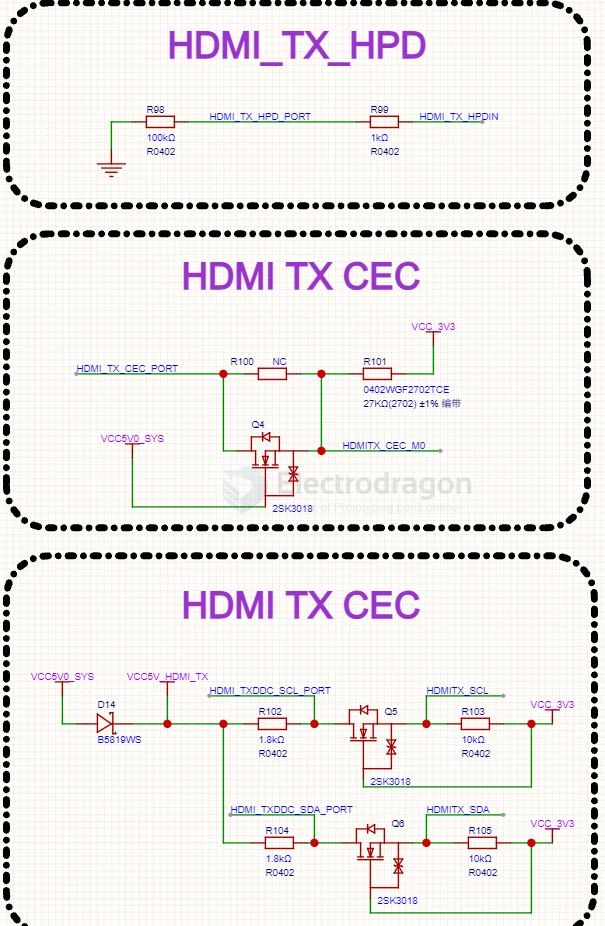 HDMI_TX_HPD
R98
HDMI_TX_HPD_PORT
R99
HDMI_TX_HPDIN
100kΩ
1kΩ
R0402
R0402
HDMI TX CEC
VCC_3V3
HDMI_TX_CEC_PORT
R100
NC
R101
0402WGF2702TCE
27KΩ(2702) ±1% 编带
Q4
VCC5V0_SYS
HDMITX_CEC_M0
Electrodragon
of Prototyping
2SK3018
HDMI TX CEC
VCC5V0_SYS
VCC5V_HDMI_TX
HDMI_TXDDC_SCL_PORT
HDMITX_SCL
D14
R102
Q5
R103
VCC_3V3
B5819WS
1.8kΩ
10kΩ
R0402
R0402
2SK3018
HDMI_TXDDC_SDA_PORT
HDMITX_SDA
R104
Q6
R105
VCC_3V3
1.8kΩ
10kΩ
R0402
R0402
2SK3018